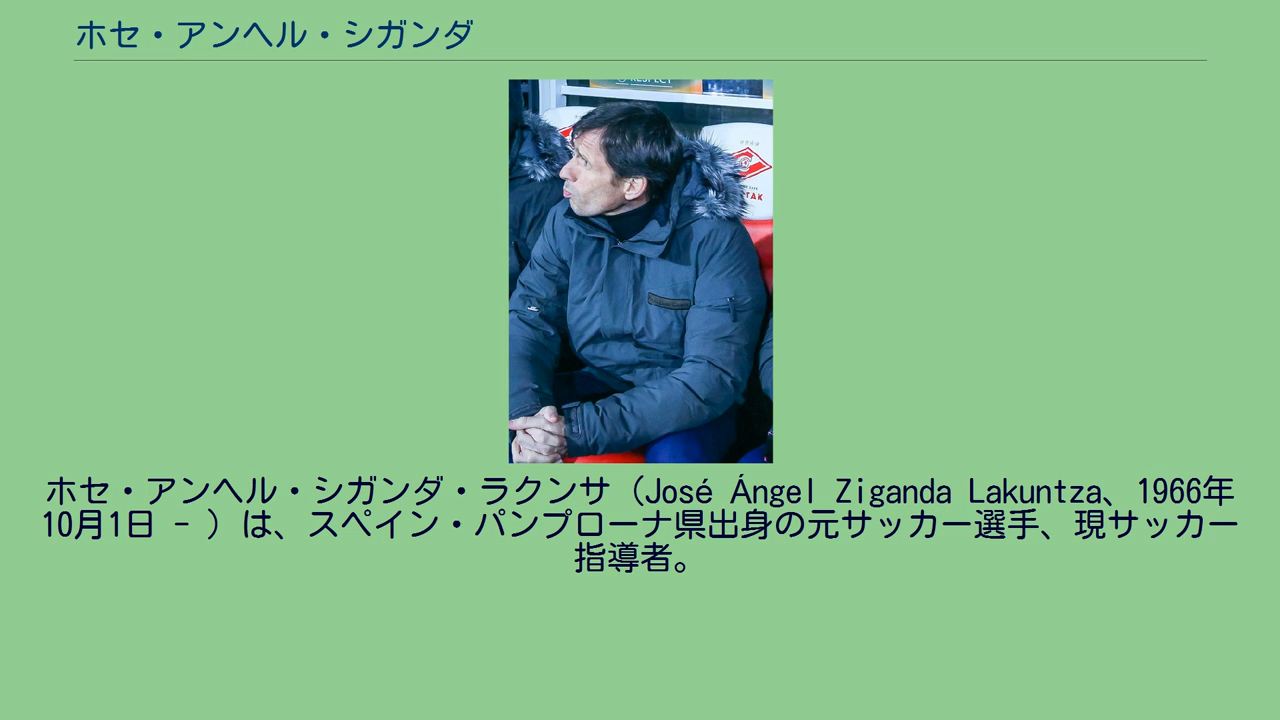 ホセ・アンヘル・シガンダ
RESPECT
TAK
ホセ・アンヘル・シガンダ・ラクンサ（José Ángel Ziganda Lakuntza、1966年
10月1日 - ）は、スペイン・パンプローナ県出身の元サッカー選手、現サッカー
指導者。